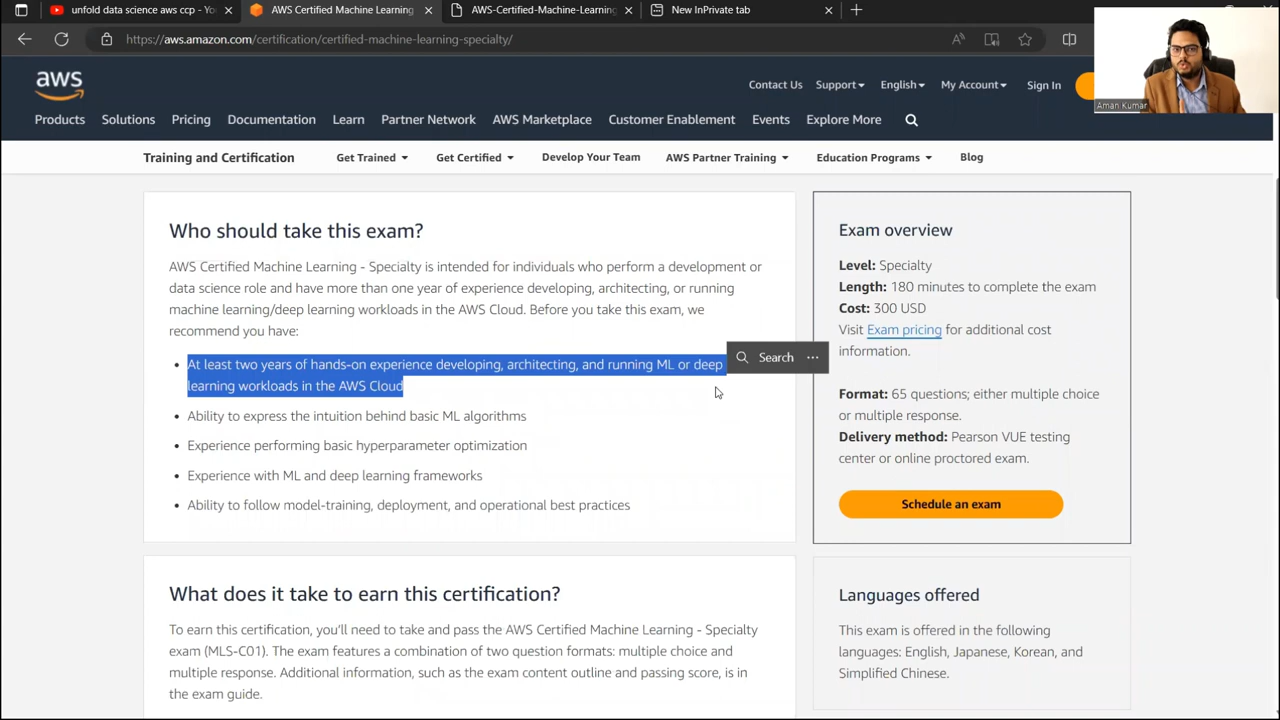 unfold data science aws ccp - You
AWS Certified Machine Learning
AWS-Certified-Machine-Learning
New InPrivate tab
https://aws.amazon.com/certification/certified-machine-learning-specialty
Aman Kumar
aws
Contact Us
Support
English
My Account
Sign In
Products
Solutions
Pricing
Documentation
Learn
Partner Network
AWS Marketplace
Customer Enablement
Events
Explore More
Training and Certification
Get Trained
Get Certified
Develop Your Team
AWS Partner Training
Education Programs
Blog
Who should take this exam?
AWS Certified Machine Learning - Specialty is intended for individuals who perform a development or
data science role and have more than one year of experience developing, architecting, or running
machine learning/deep learning workloads in the AWS Cloud. Before you take this exam, we
recommend you have:
• At least two years of hands-on experience developing, architecting, and running ML or deep
learning workloads in the AWS Cloud
• Ability to express the intuition behind basic ML algorithms
• Experience performing basic hyperparameter optimization
• Experience with ML and deep learning frameworks
• Ability to follow model-training, deployment, and operational best practices
Search
Exam overview
Level: Specialty
Length: 180 minutes to complete the exam
Cost: 300 USD
Visit Exam pricing for additional cost
information.
Format: 65 questions; either multiple choice
or multiple response.
Delivery method: Pearson VUE testing
center or online proctored exam.
Schedule an exam
What does it take to earn this certification?
To earn this certification, you'll need to take and pass the AWS Certified Machine Learning - Specialty
exam (MLS-C01). The exam features a combination of two question formats: multiple choice and
multiple response. Additional information, such as the exam content outline and passing score, is in
the exam guide.
Languages offered
This exam is offered in the following
languages: English, Japanese, Korean, and
Simplified Chinese.